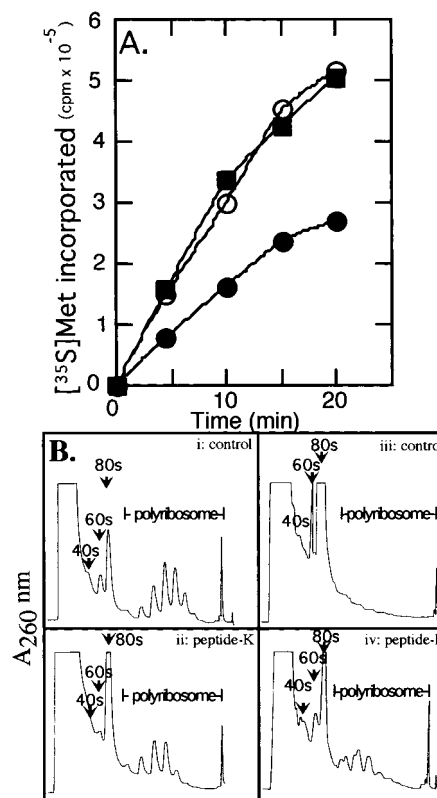 A.
[³⁵S]Met incorporated (cpm x 10⁻⁵)
6
5
4
3
2
1
0
0
5
10
15
20
Time (min)
B.
A260 nm
i: control
80s
60s
40s
polyribosome
iii: control
80s
60s
40s
polyribosome
ii: peptide-K
80s
60s
40s
polyribosome
iv: peptide-I
80s
60s
40s
polyribosome